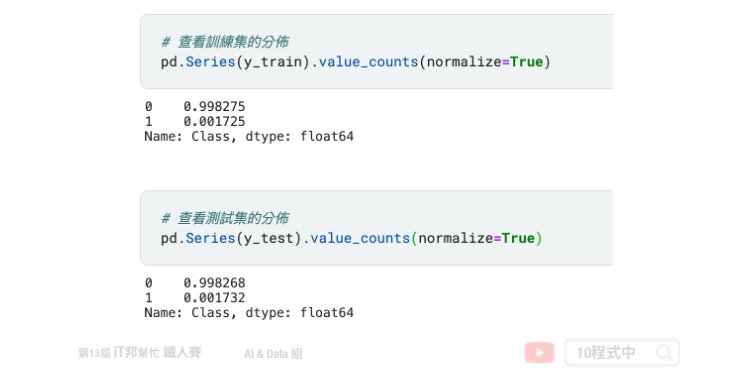 # 查看訓練集的分佈
pd.Series(y_train).value_counts(normalize=True)
0    0.998275
1    0.001725
Name: Class, dtype: float64
# 查看測試集的分佈
pd.Series(y_test).value_counts(normalize=True)
0    0.998268
1    0.001732
Name: Class, dtype: float64
第13屆 iT邦幫忙 鐵人賽 AI & Data 組 10程式中